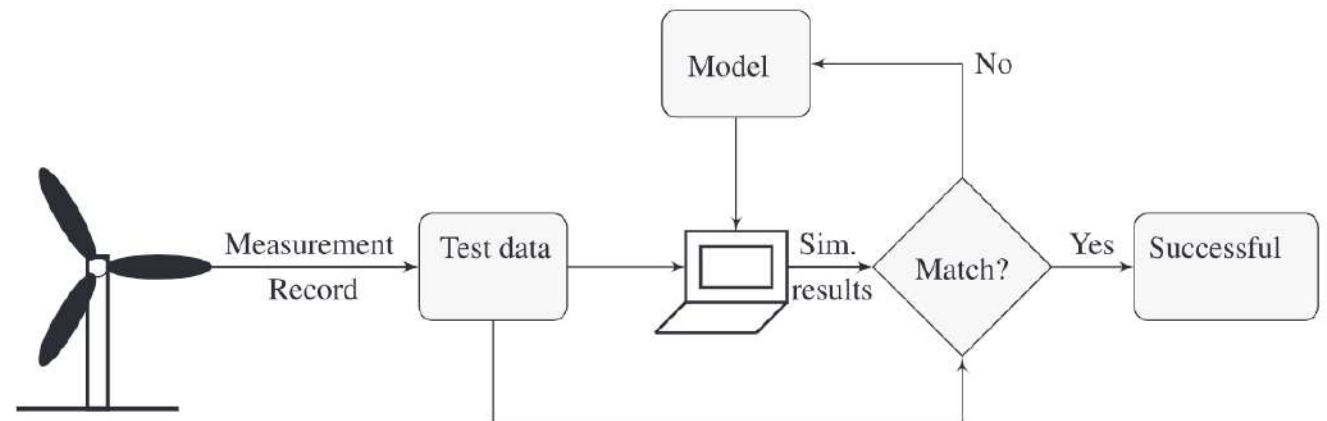 Model
No
Measurement
Record
Test data
Sim.
results
Match?
Yes
Successful